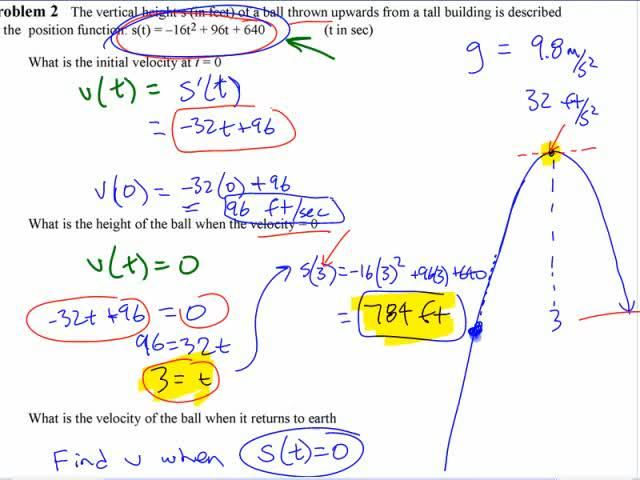 roblem 2 The vertical height s (in feet) of a ball thrown upwards from a tall building is described
the position function: s(t) = –16t² + 96t + 640 (t in sec)
g = 9.8 m/s²
32 ft/s²
What is the initial velocity at t = 0
v(t) = s'(t)
= -32t+96
v(0) = -32(0) + 96
= 96 ft/sec
What is the height of the ball when the velocity = 0
v(t) = 0
s(3) = -16(3)² + 96(3) + 640
= 784 ft
-32t + 96 = 0
96 = 32t
3 = t
3
What is the velocity of the ball when it returns to earth
Find v when s(t) = 0